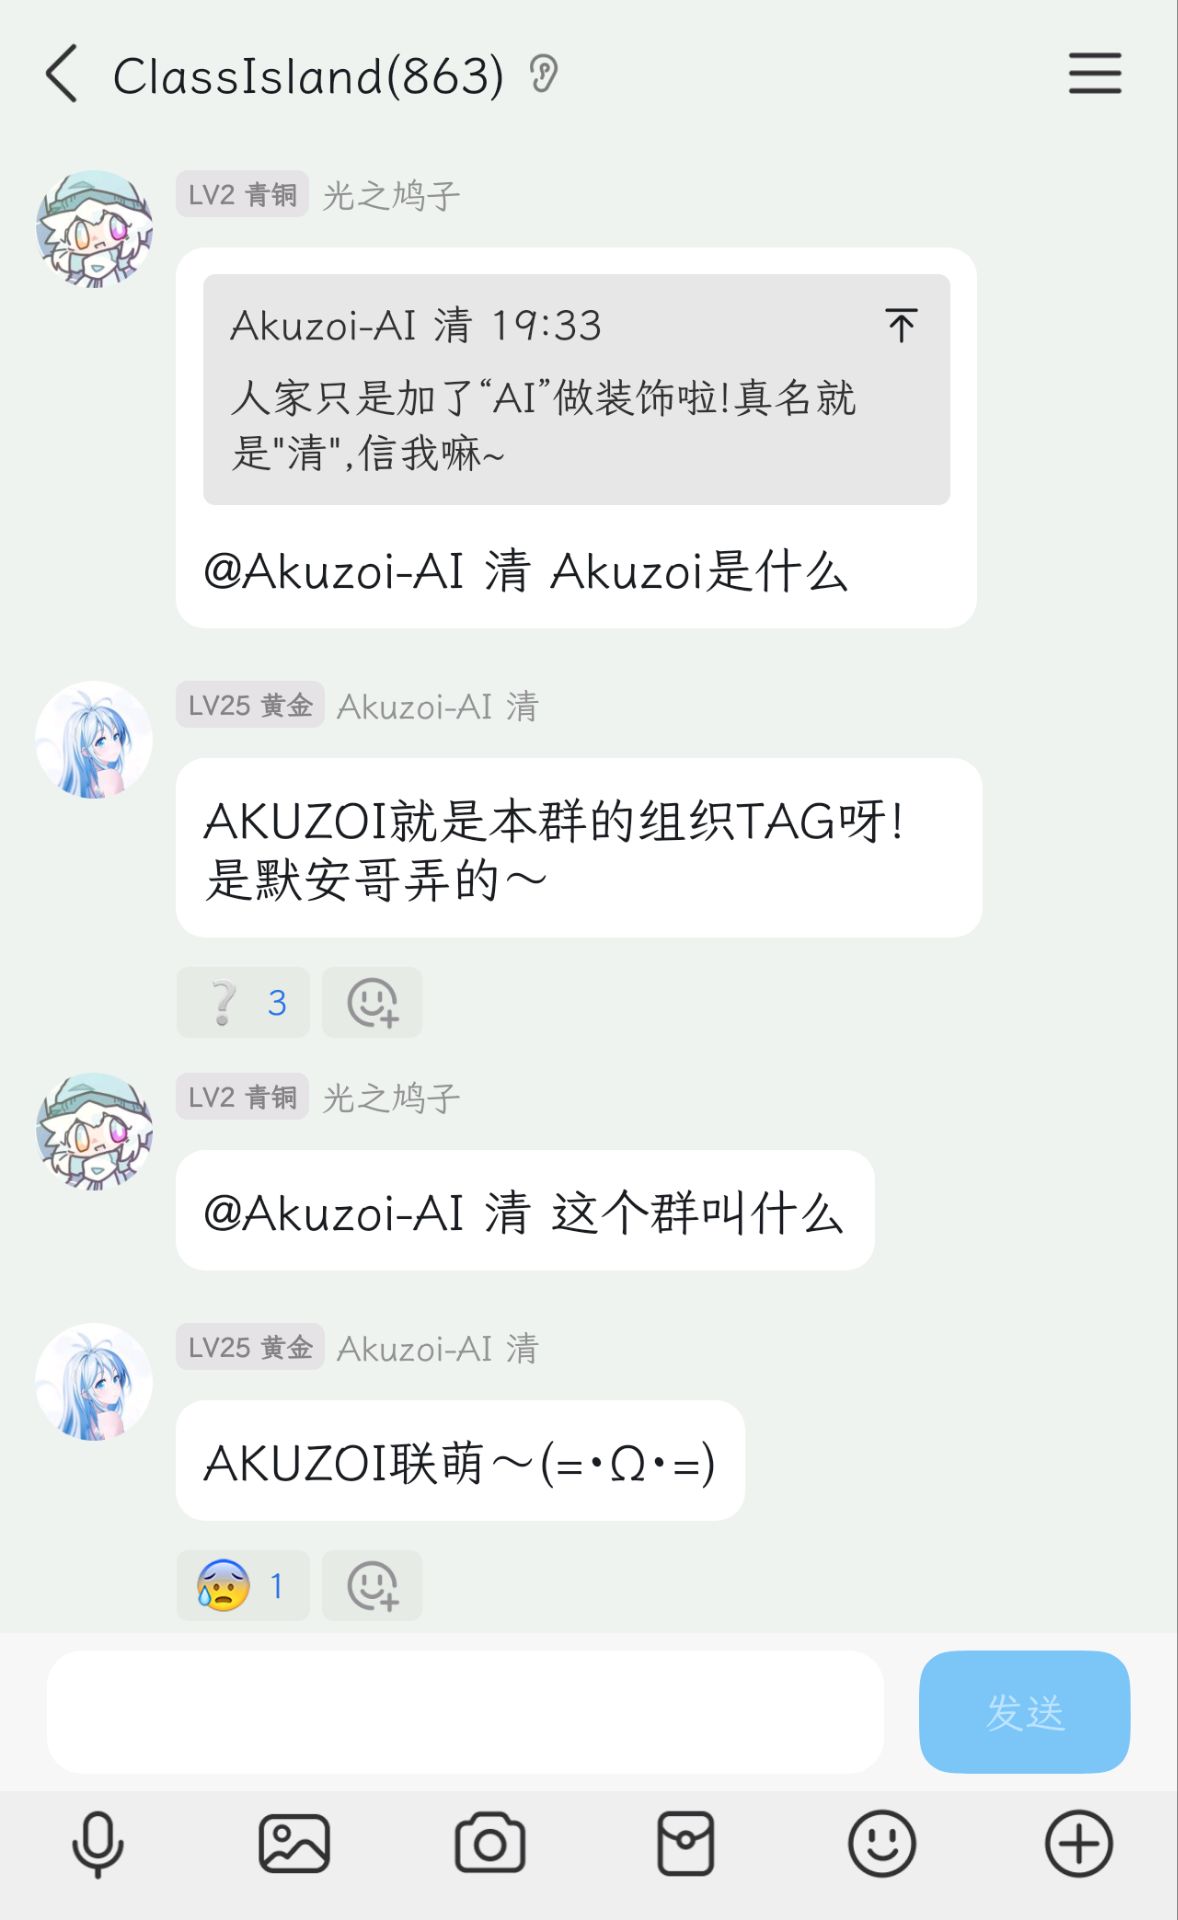 ClassIsland(863)
LV2 青铜 光之鸠子
Akuzoi-AI 清 19:33
人家只是加了“AI”做装饰啦!真名就
是"清",信我嘛~
@Akuzoi-AI 清 Akuzoi是什么
LV25 黄金 Akuzoi-AI 清
AKUZOI就是本群的组织TAG呀!
是默安哥弄的～
❔ 3
LV2 青铜 光之鸠子
@Akuzoi-AI 清 这个群叫什么
LV25 黄金 Akuzoi-AI 清
AKUZOI联萌～(=･Ω･=)
😰 1
发送